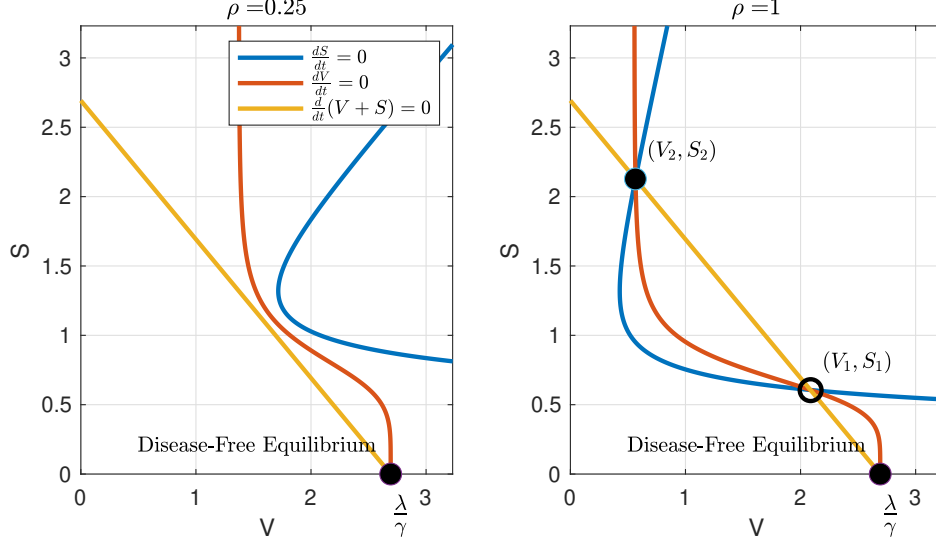 ρ =0.25
3
2.5
2
1.5
1
0.5
0
S
dS/dt = 0
dV/dt = 0
d/dt (V + S) = 0
Disease-Free Equilibrium
0 1 2 3
V
λ/γ
ρ =1
3
2.5
2
1.5
1
0.5
0
S
(V₂, S₂)
(V₁, S₁)
Disease-Free Equilibrium
0 1 2 3
V
λ/γ